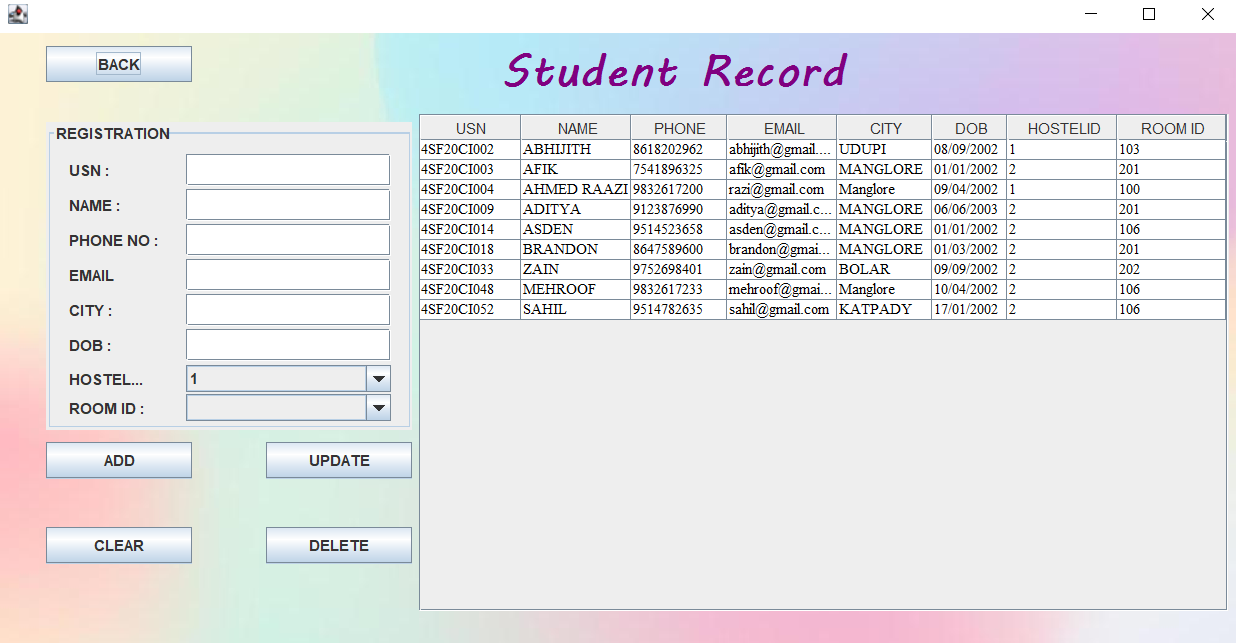 BACK
Student Record
REGISTRATION
USN :
NAME :
PHONE NO :
EMAIL
CITY :
DOB :
HOSTEL... 1
ROOM ID :
ADD UPDATE
CLEAR DELETE
USN NAME PHONE EMAIL CITY DOB HOSTELID ROOM ID
4SF20CI002 ABHIJITH 8618202962 abhijith@gmail.... UDUPI 08/09/2002 1 103
4SF20CI003 AFIK 7541896325 afik@gmail.com MANGLORE 01/01/2002 2 201
4SF20CI004 AHMED RAAZI 9832617200 razi@gmail.com Manglore 09/04/2002 1 100
4SF20CI009 ADITYA 9123876990 aditya@gmail.c... MANGLORE 06/06/2003 2 201
4SF20CI014 ASDEN 9514523658 asden@gmail.c... MANGLORE 01/01/2002 2 106
4SF20CI018 BRANDON 8647589600 brandon@gmai... MANGLORE 01/03/2002 2 201
4SF20CI033 ZAIN 9752698401 zain@gmail.com BOLAR 09/09/2002 2 202
4SF20CI048 MEHROOF 9832617233 mehroof@gmai... Manglore 10/04/2002 2 106
4SF20CI052 SAHIL 9514782635 sahil@gmail.com KATPADY 17/01/2002 2 106